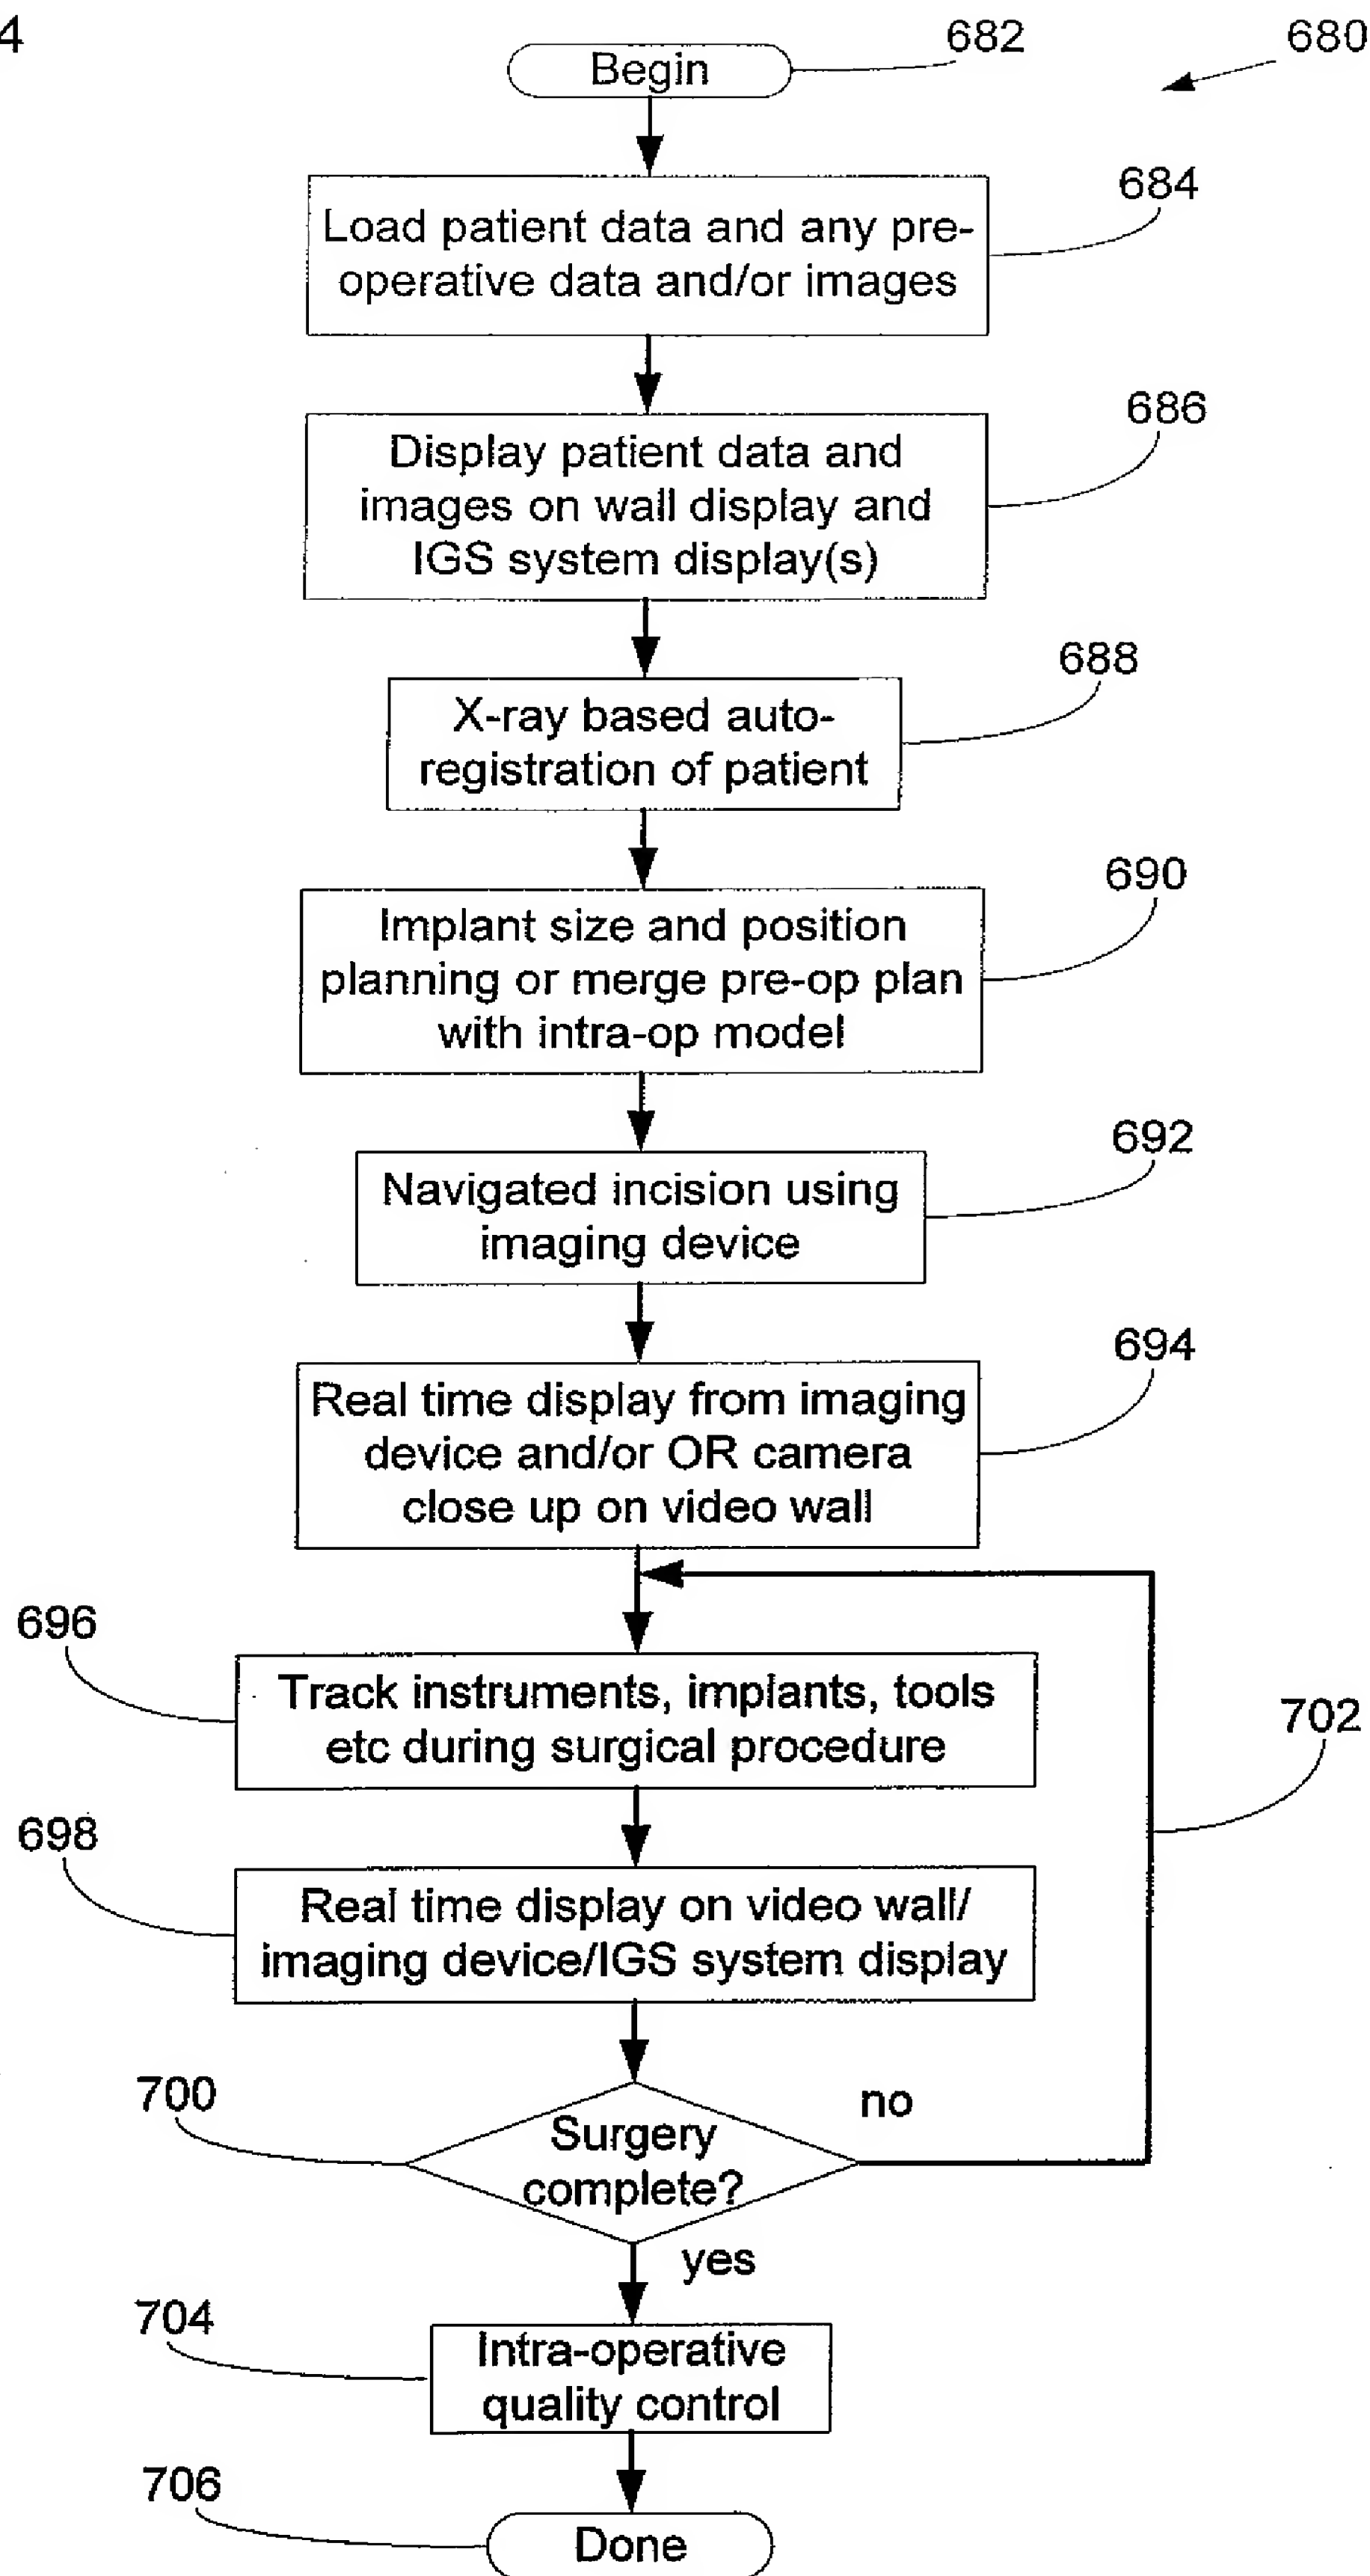 4
682
680
Begin
684
Load patient data and any pre-
operative data and/or images
686
Display patient data and
images on wall display and
IGS system display(s)
688
X-ray based auto-
registration of patient
690
Implant size and position
planning or merge pre-op plan
with intra-op model
692
Navigated incision using
imaging device
694
Real time display from imaging
device and/or OR camera
close up on video wall
696
Track instruments, implants, tools
etc during surgical procedure
702
698
Real time display on video wall/
imaging device/IGS system display
700
no
Surgery
complete?
yes
704
Intra-operative
quality control
706
Done